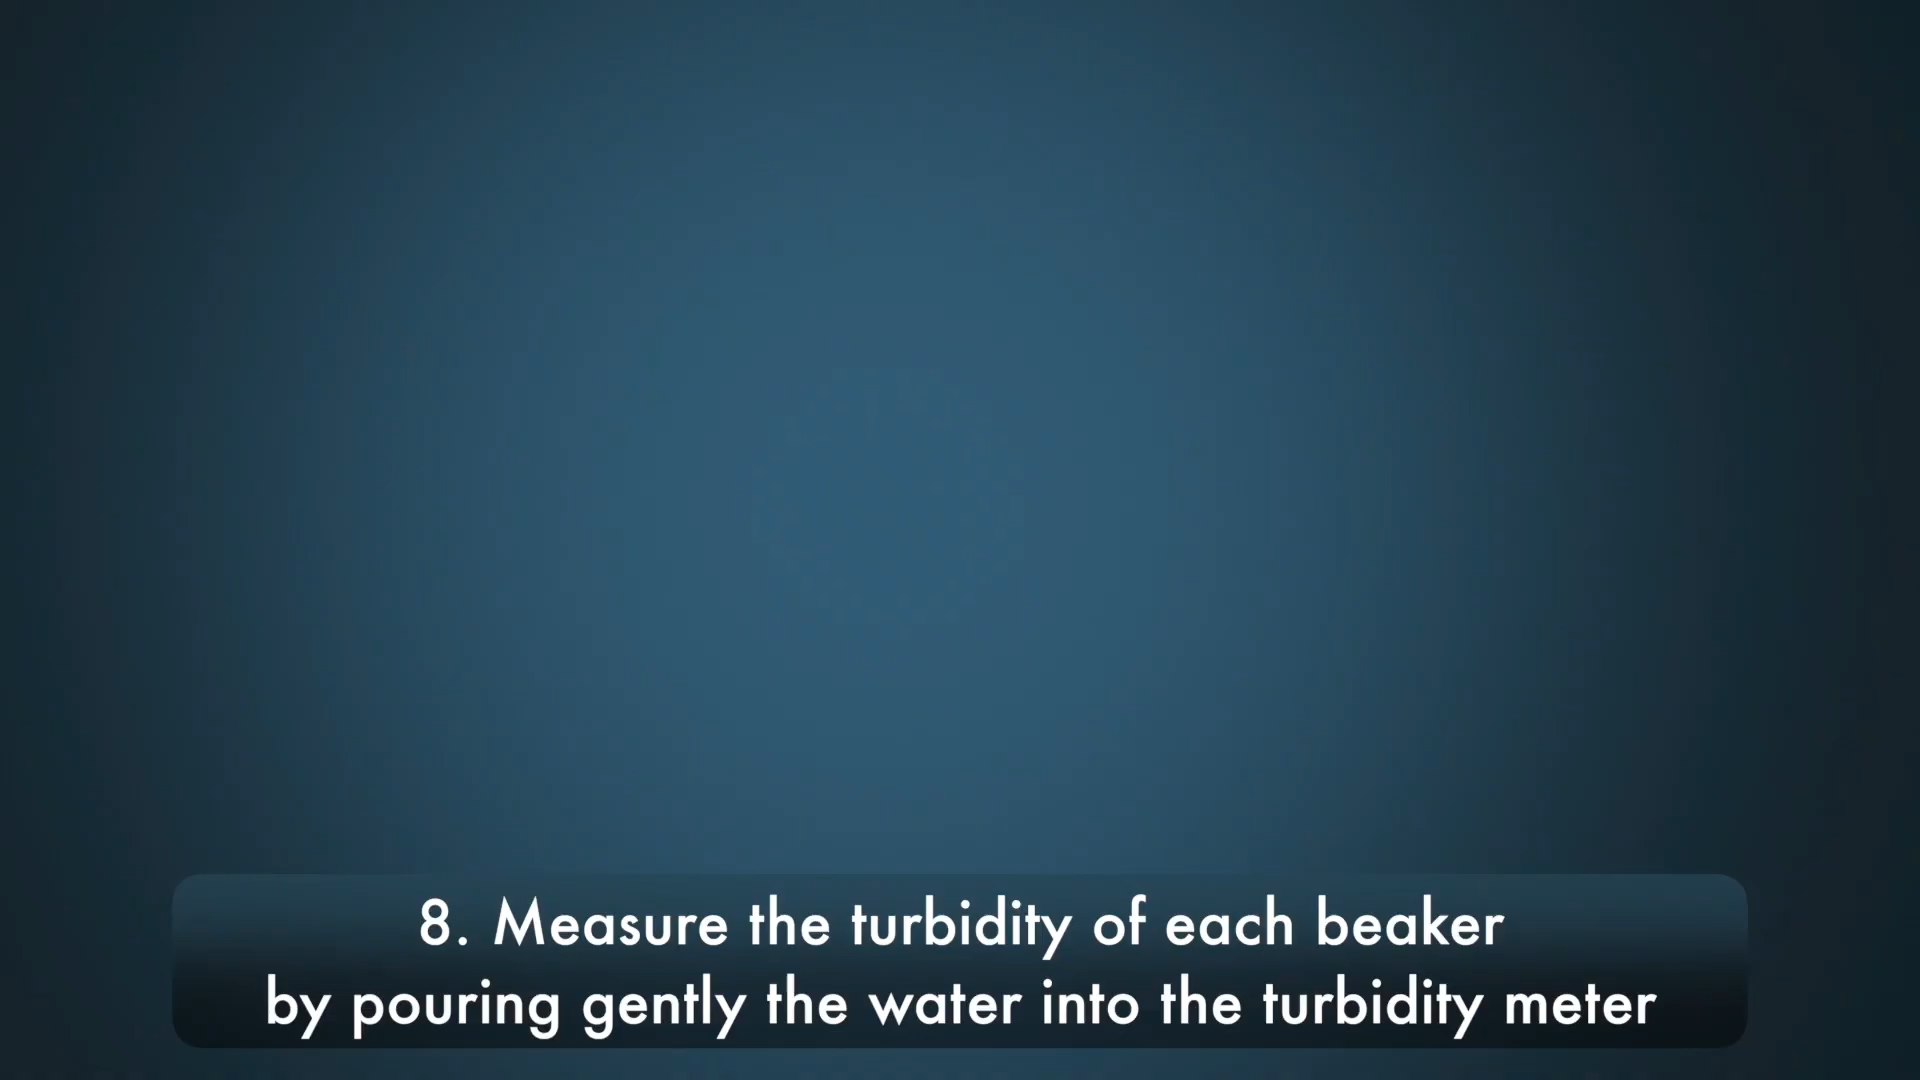 8. Measure the turbidity of each beaker
by pouring gently the water into the turbidity meter